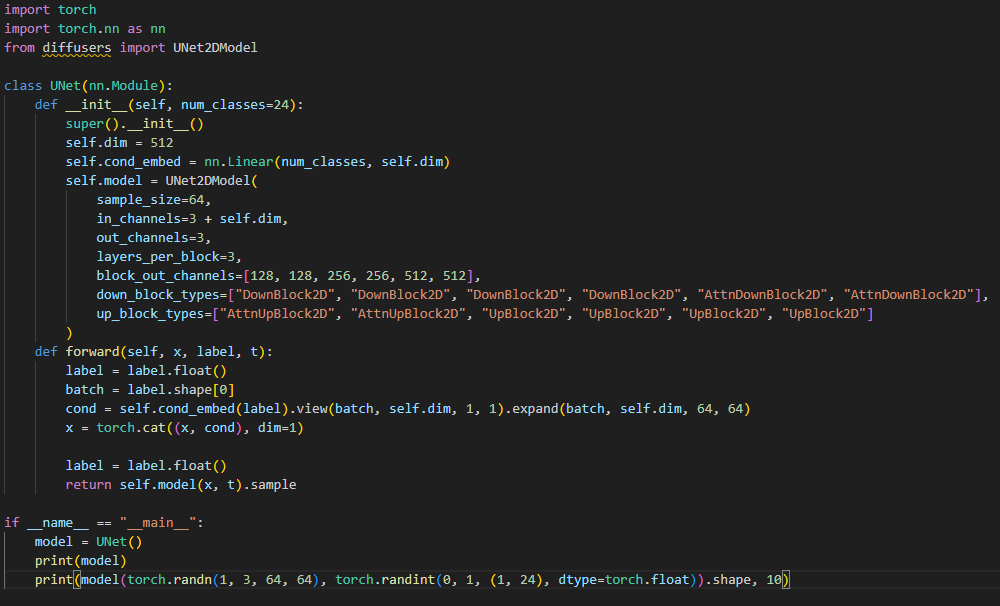 import torch
import torch.nn as nn
from diffusers import UNet2DModel

class UNet(nn.Module):
    def __init__(self, num_classes=24):
        super().__init__()
        self.dim = 512
        self.cond_embed = nn.Linear(num_classes, self.dim)
        self.model = UNet2DModel(
            sample_size=64,
            in_channels=3 + self.dim,
            out_channels=3,
            layers_per_block=3,
            block_out_channels=[128, 128, 256, 256, 512, 512],
            down_block_types=["DownBlock2D", "DownBlock2D", "DownBlock2D", "DownBlock2D", "AttnDownBlock2D", "AttnDownBlock2D"],
            up_block_types=["AttnUpBlock2D", "AttnUpBlock2D", "UpBlock2D", "UpBlock2D", "UpBlock2D", "UpBlock2D"]
        )
    def forward(self, x, label, t):
        label = label.float()
        batch = label.shape[0]
        cond = self.cond_embed(label).view(batch, self.dim, 1, 1).expand(batch, self.dim, 64, 64)
        x = torch.cat((x, cond), dim=1)

        label = label.float()
        return self.model(x, t).sample

if __name__ == "__main__":
    model = UNet()
    print(model)
    print(model(torch.randn(1, 3, 64, 64), torch.randint(0, 1, (1, 24), dtype=torch.float)).shape, 10)